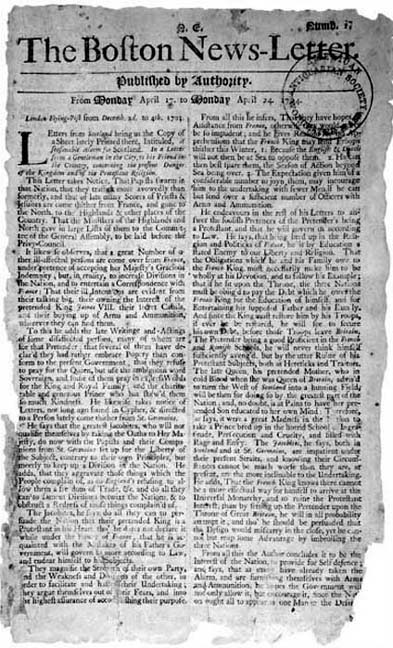 N. E.
Numb. 1
The Boston News-Letter.
Published by Authority.
From Monday April 17. to Monday April 24. 1704.
London Flying-Post from Decemb. 2d. to 4th. 1703.
LEtters from Scotland bring us the Copy of
a Sheet lately Printed there, Intituled, A
seasonable Alarm for Scotland. In a Letter
from a Gentleman in the City, to his Friend in
the Country, concerning the present Danger
of the Kingdom and of the Protestant Religion.
This Letter takes Notice, That Papists swarm in
that Nation, that they traffick more avowedly than
formerly, and that of late many Scores of Priests &
Jesuites are come thither from France, and gone to
the North, to the Highlands & other places of the
Country. That the Ministers of the Highlands and
North gave in large Lists of them to the Commit-
tee of the General Assembly, to be laid before the
Privy-Council.
It likewise observes, that a great Number of
other ill-affected persons are come over from France,
under pretence of accepting her Majesty's Gracious
Indemnity; but, in reality, to increase Divisions in
the Nation, and to entertain a Correspondence with
France: That their ill Intentions are evident from
their talking big, their owning the Interest of the
pretended King James VIII. their secret Cabals,
and their buying up of Arms and Ammunition,
wherever they can find them.
To this he adds the late Writings and Actings
of some disaffected persons, many of whom are
for that Pretender; that several of them have de-
clar'd they had rather embrace Popery than con-
form to the present Government; that they refuse
to pray for the Queen, but use the ambiguous word
Soveraign, and some of them pray in express Words
for the King and Royal Family; and the charita-
ble and generous Prince who has shew'd them
so much Kindness. He likewise takes notice of
Letters, not long ago found in Cypher, & directed
to a Person lately come thither from St. Germains.
He says that the greatest Jacobites, who will not
qualifie themselves by taking the Oaths to Her Ma-
jesty, do now with the Papists and their Compa-
nions from St. Germains set up for the Liberty of
the Subject, contrary to their own Principles, but
meerly to keep up a Division in the Nation. He
adds, that they aggravate those things which the
People complain of, as to England's refusing to al-
low them a freedom of Trade, &c. and do all they
can to foment Divisions betwixt the Nations, & to
obstruct a Redress of those things complain'd of.
The Jacobites, he says, do all they can to per-
swade the Nation that their pretended King is a
Protestant in his Heart, tho' he dares not declare it
while under the Power of France; that he is ac-
quainted with the Mistakes of his Father's Go-
vernment, will govern us more according to Law,
and endear himself to his Subjects.
They magnifie the Strength of their own Party,
and the Weakness and Divisions of the other, in
order to facilitate and hasten their Undertaking;
they argue themselves out of their Fears, and into
the highest assurance of accomplishing their purpose.
From all this he infers, That they have hopes of
Assistance from France, otherwise they would never
be so impudent; and he gives Reasons for his Ap-
prehensions that the French King may send Troops
thither this Winter, 1. Because the English & Dutch
will not then be at Sea to oppose them. 2. He can
then best spare them, the Season of Action beyond
Sea being over. 3. The Expectation given him of a
considerable number to joyn them, may encourage
him to the undertaking with fewer Men if he can
but send over a sufficient number of Officers with
Arms and Ammunition.
He endeavours in the rest of his Letters to an-
swer the foolish Pretences of the Pretender's being
a Protestant, and that he will govern us according
to Law. He says, that being bred up in the Reli-
gion and Politicks of France, he is by Education a
stated Enemy to our Liberty and Religion. That
the Obligations which he and his Family owe to
the French King, must necessarily make him to be
wholly at his Devotion, and to follow his Example;
that if he sit upon the Throne, the three Nations
must be oblig'd to pay the Debt which he owes the
French King for the Education of himself, and for
Entertaining his supposed Father and his Family.
And since the King must restore him by his Troops,
if ever he be restored, he will see to secure
his own Debt, before those Troops leave Britain.
The Pretender being a good Proficient in the French
and Romish Schools, he will never think himself
sufficiently aveng'd, but by the utter Ruine of his
Protestant Subjects, both as Hereticks and Traitors.
The late Queen, his pretended Mother, who in
cold Blood when she was Queen of Britain, advis'd
to turn the West of Scotland into a hunting Field,
will be then for doing so by the greatest part of the
Nation; and, no doubt, is at Pains to have her pre-
tended Son educated to her own Mind: Therefore,
he says, it were a great Madness in the Nation to
take a Prince bred up in the horrid School of Ingrat-
itude, Persecution and Cruelty, and filled with
Rage and Envy. The Jacobites, he says, both in
Scotland and at St. Germains, are impatient under
their present Straits, and knowing their Circum-
stances cannot be much worse than they are, at
present, are the more inclinable to the Undertaking.
He adds, That the French King knows there cannot
be a more effectual way for himself to arrive at the
Universal Monarchy, and to ruine the Protestant
Interest, than by setting up the Pretender upon the
Throne of Great Britain, he will in all probability
attempt it; and tho' he should be perswaded that
the Design would miscarry in the close, yet he can-
not but reap some Advantage by imbroiling the
three Nations.
From all this the Author concludes it to be the
Interest of the Nation, to provide for Self defence;
and says, that as many have already taken the
Alarm, and are furnishing themselves with Arms
and Ammunition, he hopes the Government will
not only allow it, but encourage it, since the Na-
tion ought all to appear as one Man in the Defence